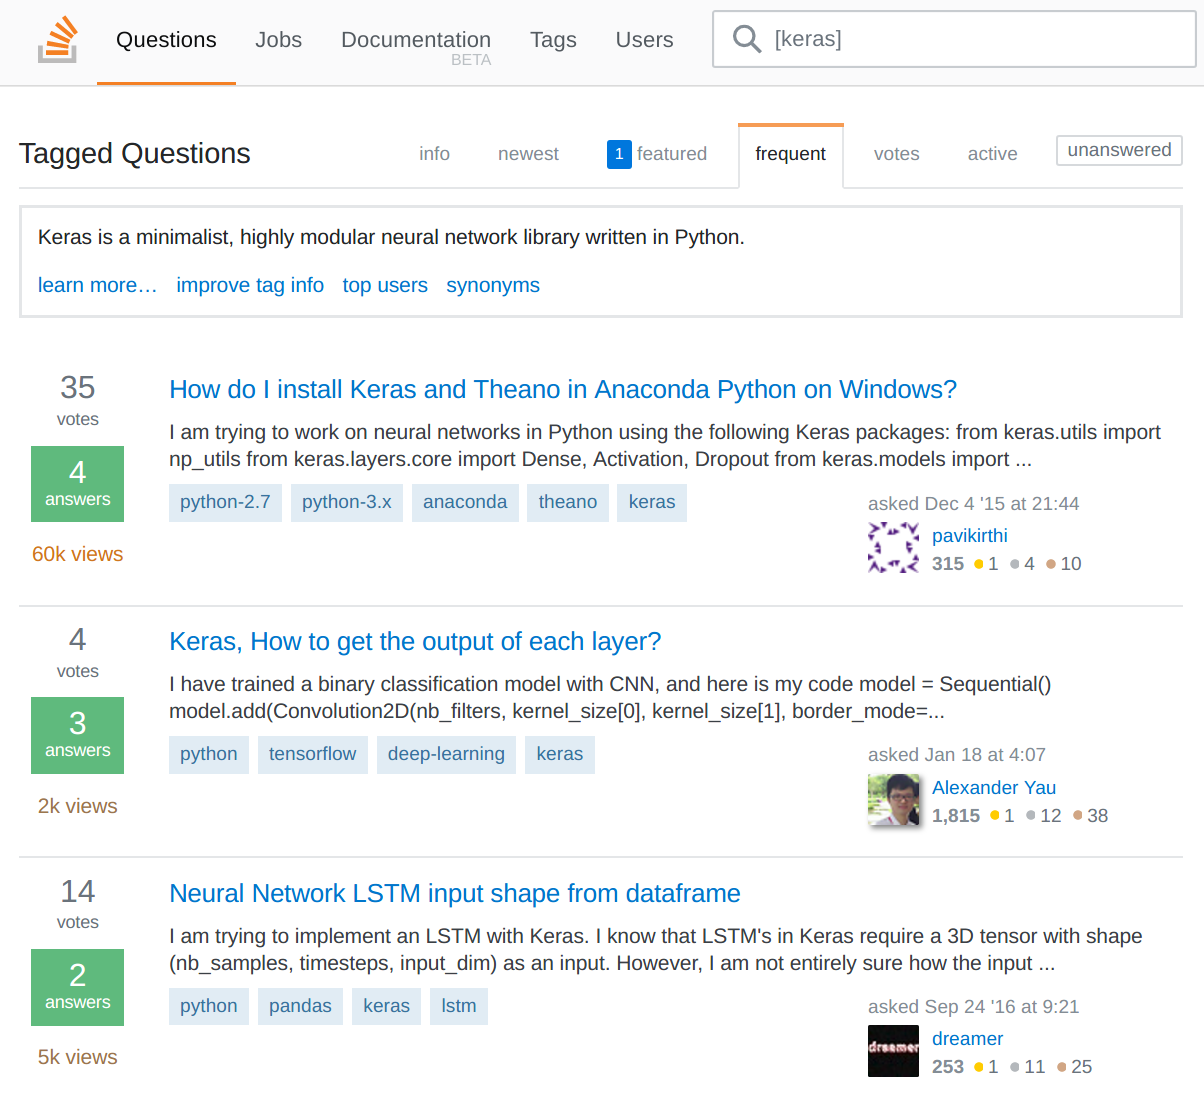 Questions Jobs Documentation Tags Users [keras]
BETA
Tagged Questions info newest 1 featured frequent votes active unanswered
Keras is a minimalist, highly modular neural network library written in Python.
learn more… improve tag info top users synonyms
35
votes
4
answers
60k views
How do I install Keras and Theano in Anaconda Python on Windows?
I am trying to work on neural networks in Python using the following Keras packages: from keras.utils import
np_utils from keras.layers.core import Dense, Activation, Dropout from keras.models import ...
python-2.7 python-3.x anaconda theano keras
asked Dec 4 '15 at 21:44
pavikirthi
315 1 4 10
4
votes
3
answers
2k views
Keras, How to get the output of each layer?
I have trained a binary classification model with CNN, and here is my code model = Sequential()
model.add(Convolution2D(nb_filters, kernel_size[0], kernel_size[1], border_mode=...
python tensorflow deep-learning keras
asked Jan 18 at 4:07
Alexander Yau
1,815 1 12 38
14
votes
2
answers
5k views
Neural Network LSTM input shape from dataframe
I am trying to implement an LSTM with Keras. I know that LSTM's in Keras require a 3D tensor with shape
(nb_samples, timesteps, input_dim) as an input. However, I am not entirely sure how the input ...
python pandas keras lstm
asked Sep 24 '16 at 9:21
dreamer
dreamer
253 1 11 25